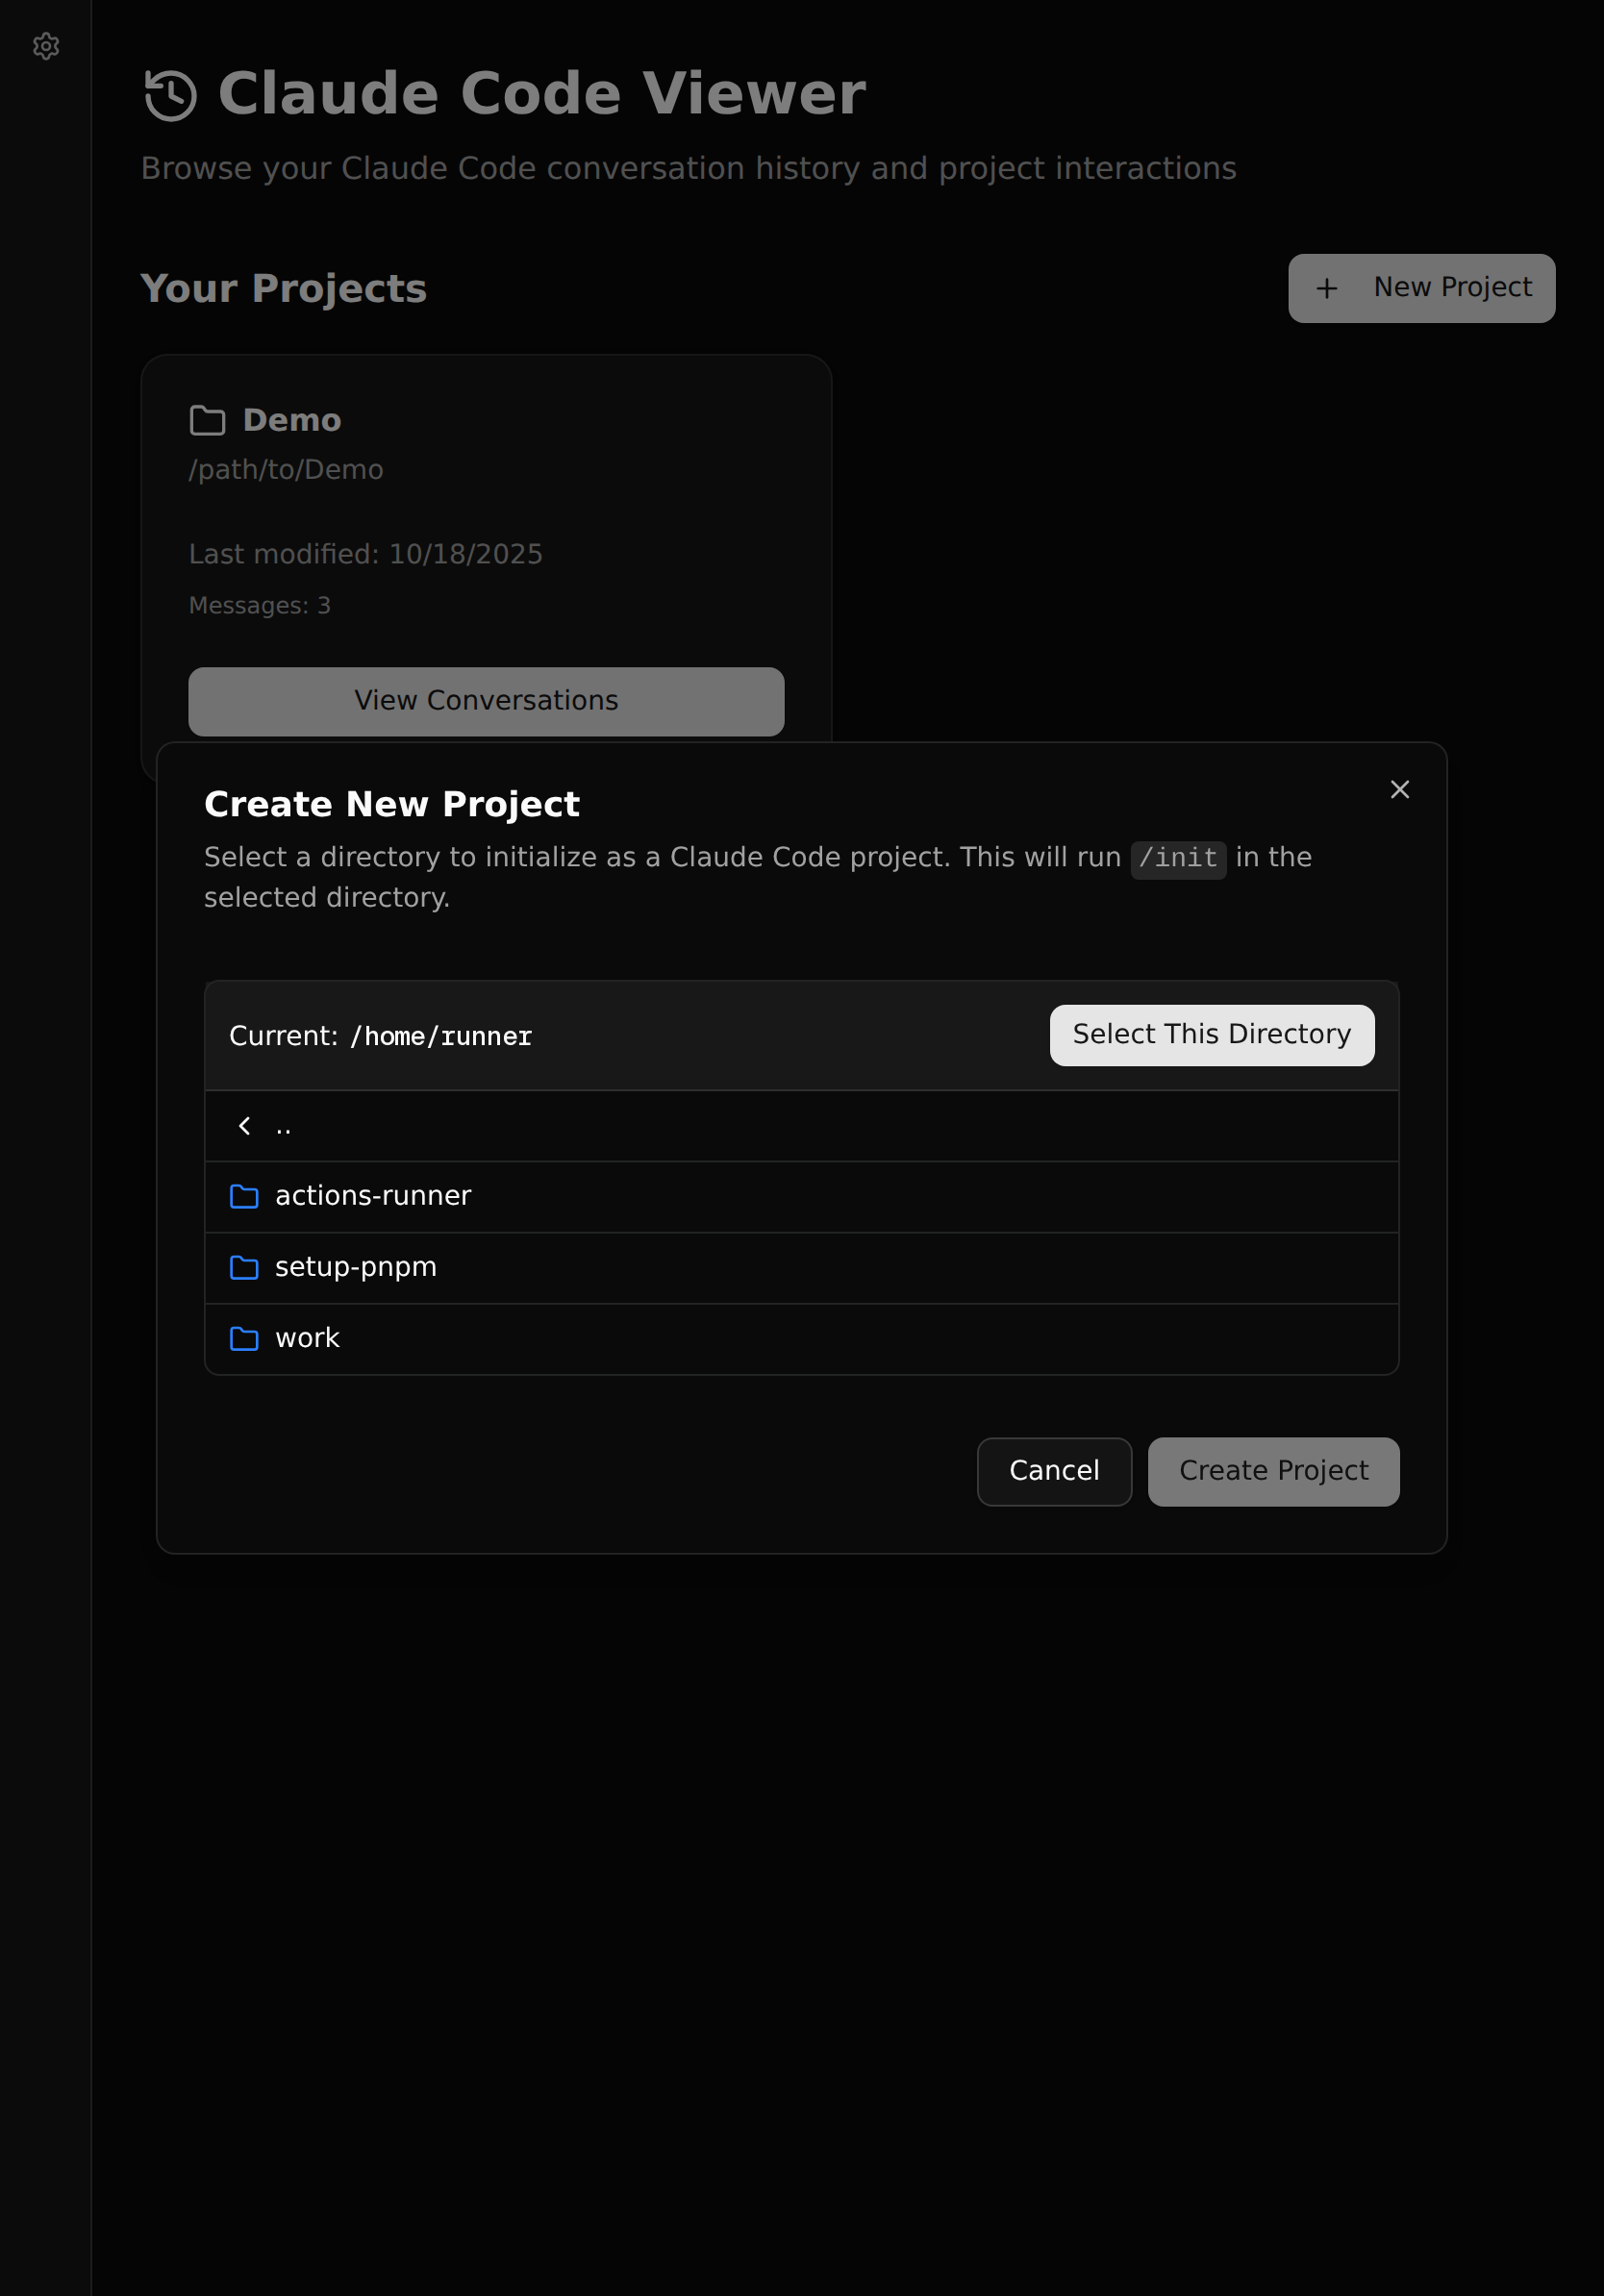 Claude Code Viewer
Browse your Claude Code conversation history and project interactions
Your Projects
New Project
Demo
/path/to/Demo
Last modified: 10/18/2025
Messages: 3
View Conversations
Create New Project
Select a directory to initialize as a Claude Code project. This will run /init in the
selected directory.
Current: /home/runner
Select This Directory
..
actions-runner
setup-pnpm
work
Cancel
Create Project